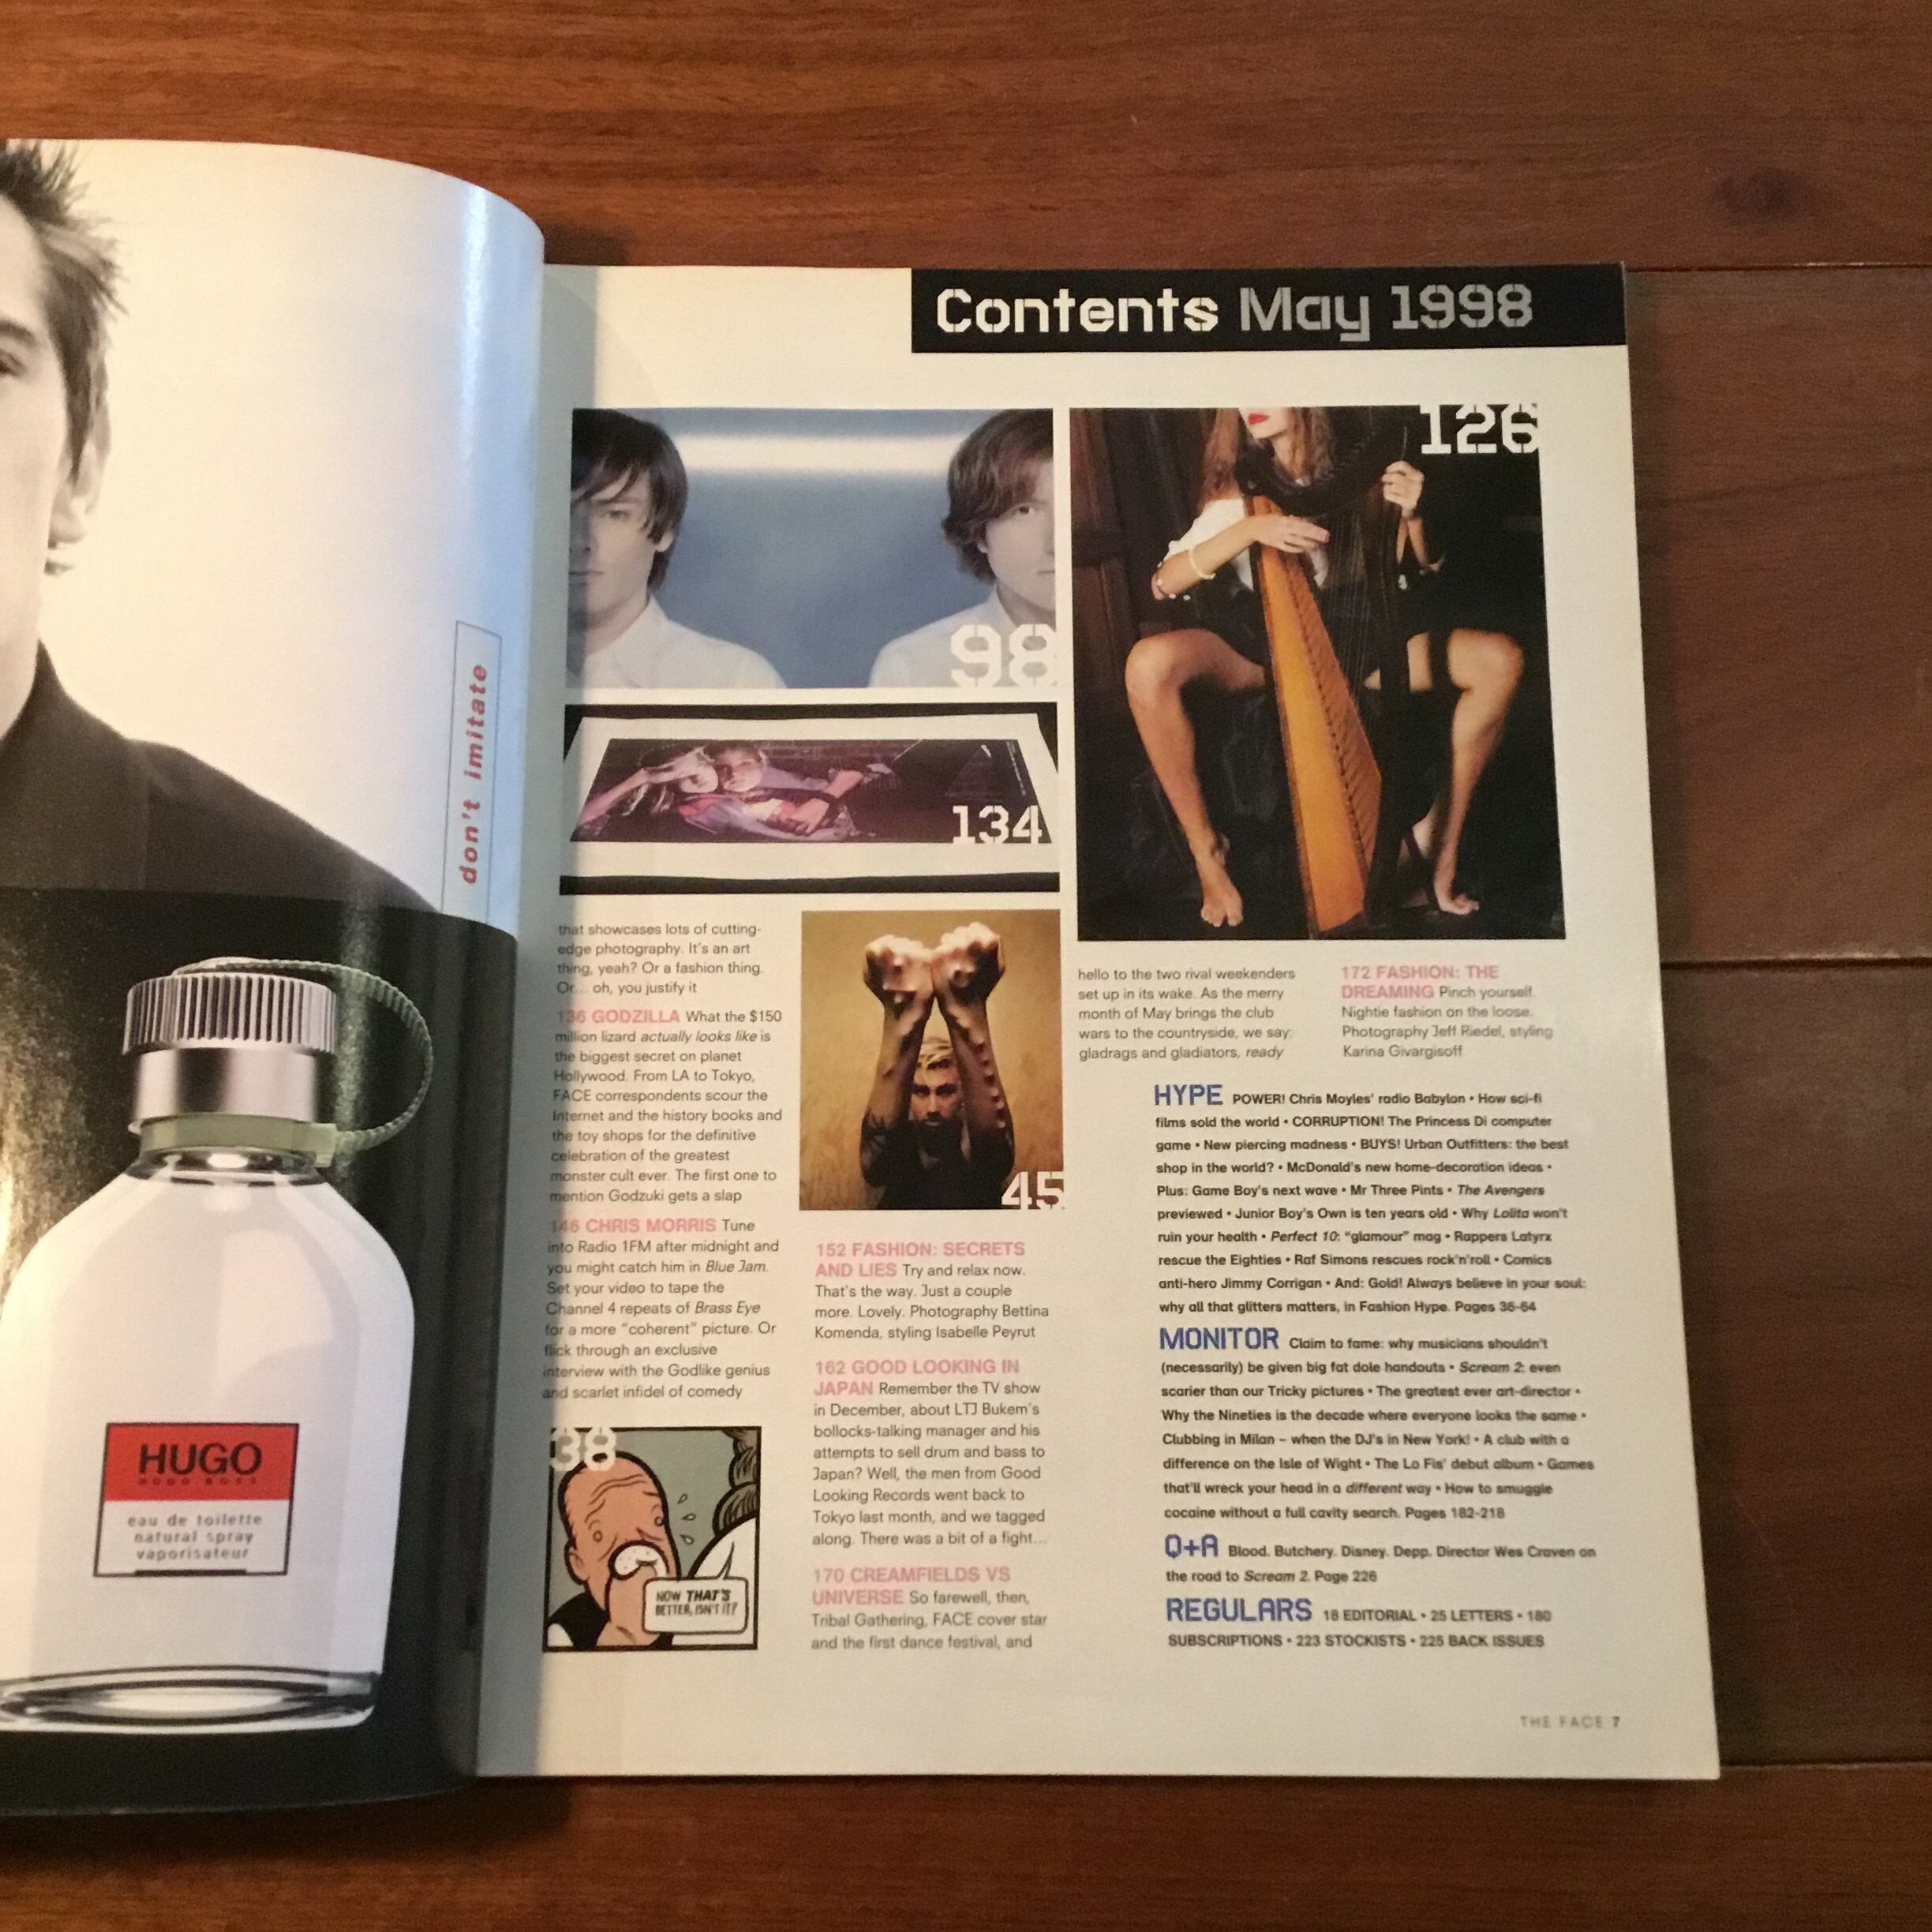 don't imitate
HUGO
HUGO BOSS
eau de toilette
natural spray
vaporisateur
Contents May 1998
98
126
134
that showcases lots of cutting-
edge photography. It's an art
thing, yeah? Or a fashion thing.
Or... oh, you justify it
136 GODZILLA What the $150
million lizard actually looks like is
the biggest secret on planet
Hollywood. From LA to Tokyo,
FACE correspondents scour the
Internet and the history books and
the toy shops for the definitive
celebration of the greatest
monster cult ever. The first one to
mention Godzuki gets a slap
146 CHRIS MORRIS Tune
into Radio 1FM after midnight and
you might catch him in Blue Jam.
Set your video to tape the
Channel 4 repeats of Brass Eye
for a more "coherent" picture. Or
flick through an exclusive
interview with the Godlike genius
and scarlet infidel of comedy
38
NOW THAT'S
BETTER, ISN'T IT?
45
152 FASHION: SECRETS
AND LIES Try and relax now.
That's the way. Just a couple
more. Lovely. Photography Bettina
Komenda, styling Isabelle Peyrut
162 GOOD LOOKING IN
JAPAN Remember the TV show
in December, about LTJ Bukem's
bollocks-talking manager and his
attempts to sell drum and bass to
Japan? Well, the men from Good
Looking Records went back to
Tokyo last month, and we tagged
along. There was a bit of a fight...
170 CREAMFIELDS VS
UNIVERSE So farewell, then,
Tribal Gathering, FACE cover star
and the first dance festival, and
hello to the two rival weekenders
set up in its wake. As the merry
month of May brings the club
wars to the countryside, we say:
gladrags and gladiators, ready
172 FASHION: THE
DREAMING Pinch yourself.
Nightie fashion on the loose.
Photography Jeff Riedel, styling
Karina Givargisoff
HYPE POWER! Chris Moyles' radio Babylon • How sci-fi
films sold the world • CORRUPTION! The Princess Di computer
game • New piercing madness • BUYS! Urban Outfitters: the best
shop in the world? • McDonald's new home-decoration ideas •
Plus: Game Boy's next wave • Mr Three Pints • The Avengers
previewed • Junior Boy's Own is ten years old • Why Lolita won't
ruin your health • Perfect 10: "glamour" mag • Rappers Latyrx
rescue the Eighties • Raf Simons rescues rock'n'roll • Comics
anti-hero Jimmy Corrigan • And: Gold! Always believe in your soul:
why all that glitters matters, in Fashion Hype. Pages 36-64
MONITOR Claim to fame: why musicians shouldn't
(necessarily) be given big fat dole handouts • Scream 2: even
scarier than our Tricky pictures • The greatest ever art-director •
Why the Nineties is the decade where everyone looks the same •
Clubbing in Milan – when the DJ's in New York! • A club with a
difference on the Isle of Wight • The Lo Fis' debut album • Games
that'll wreck your head in a different way • How to smuggle
cocaine without a full cavity search. Pages 182-218
Q+A Blood. Butchery. Disney. Depp. Director Wes Craven on
the road to Scream 2. Page 226
REGULARS 18 EDITORIAL • 25 LETTERS • 180
SUBSCRIPTIONS • 223 STOCKISTS • 225 BACK ISSUES
THE FACE 7